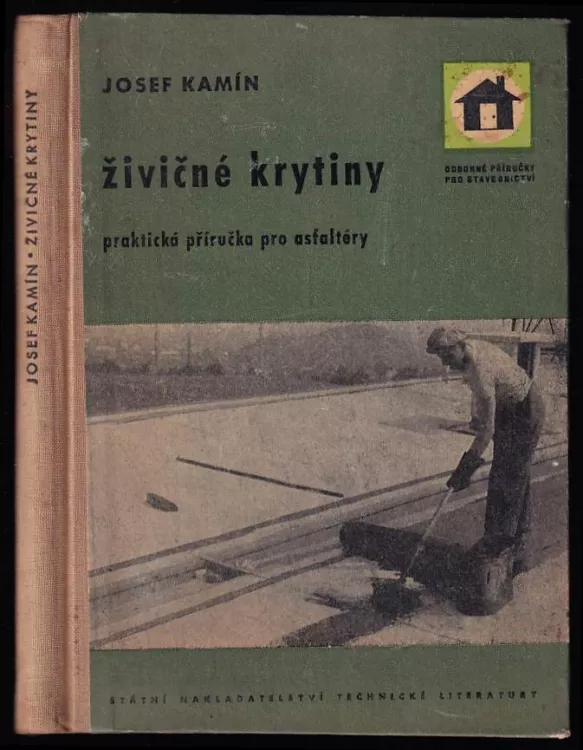 JOSEF KAMÍN • ŽIVIČNÉ KRYTINY
JOSEF KAMÍN
ODBORNÉ PŘÍRUČKY
PRO STAVEBNICTVÍ
živičné krytiny
praktická příručka pro asfaltéry
STÁTNÍ NAKLADATELSTVÍ TECHNICKÉ LITERATURY